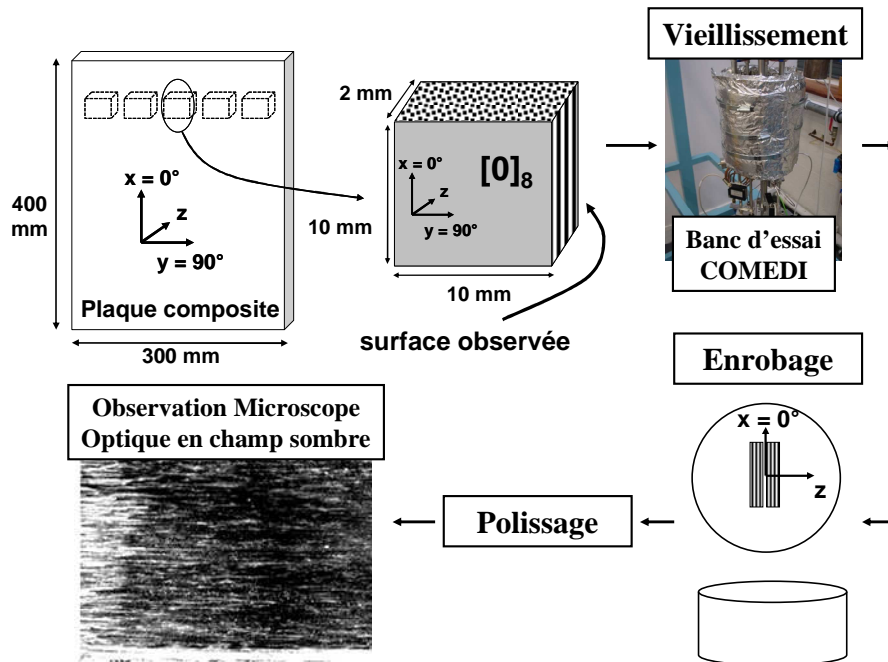 Vieillissement
2 mm
x = 0°
z
y = 90°
400
mm
Plaque composite
300 mm
x = 0°
z
y = 90°
[0]8
10 mm
10 mm
surface observée
Banc d'essai
COMEDI
Enrobage
x = 0°
z
Polissage
Observation Microscope
Optique en champ sombre